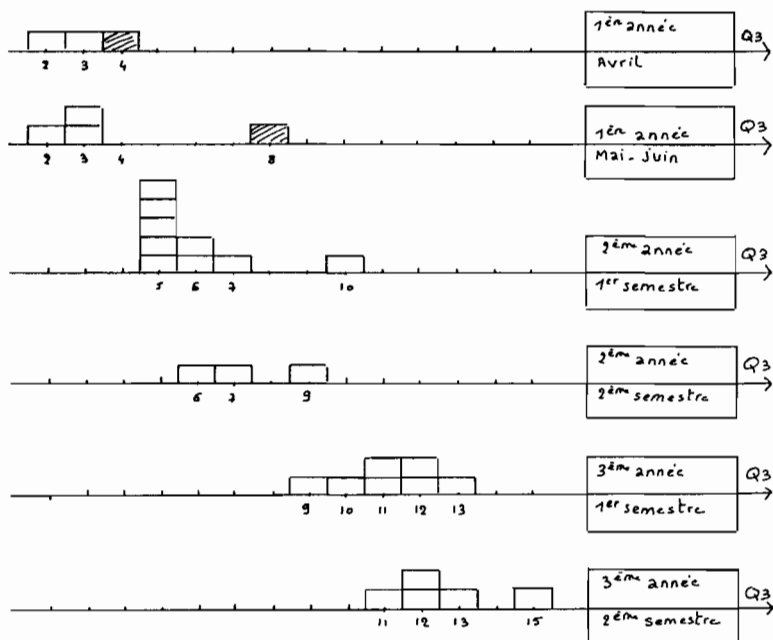 1ère année
Q3
Avril
2 3 4
1ère année
Q3
Mai - juin
2 3 4 8
2ème année
Q3
1er semestre
5 6 7 10
2ème année
Q3
2ème semestre
6 7 9
3ème année
Q3
1er semestre
9 10 11 12 13
3ème année
Q3
2ème semestre
11 12 13 15